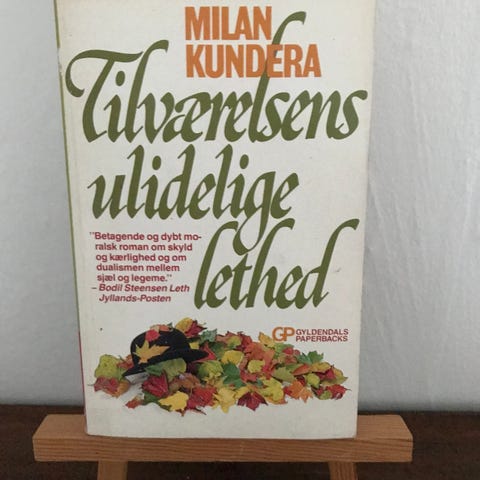 MILAN
KUNDERA
Tilværelsens
ulidelige
lethed
"Betagende og dybt mo-
ralsk roman om skyld
og kærlighed og om
dualismen mellem
sjæl og legeme."
– Bodil Steensen Leth
Jyllands-Posten
GP GYLDENDALS
PAPERBACKS